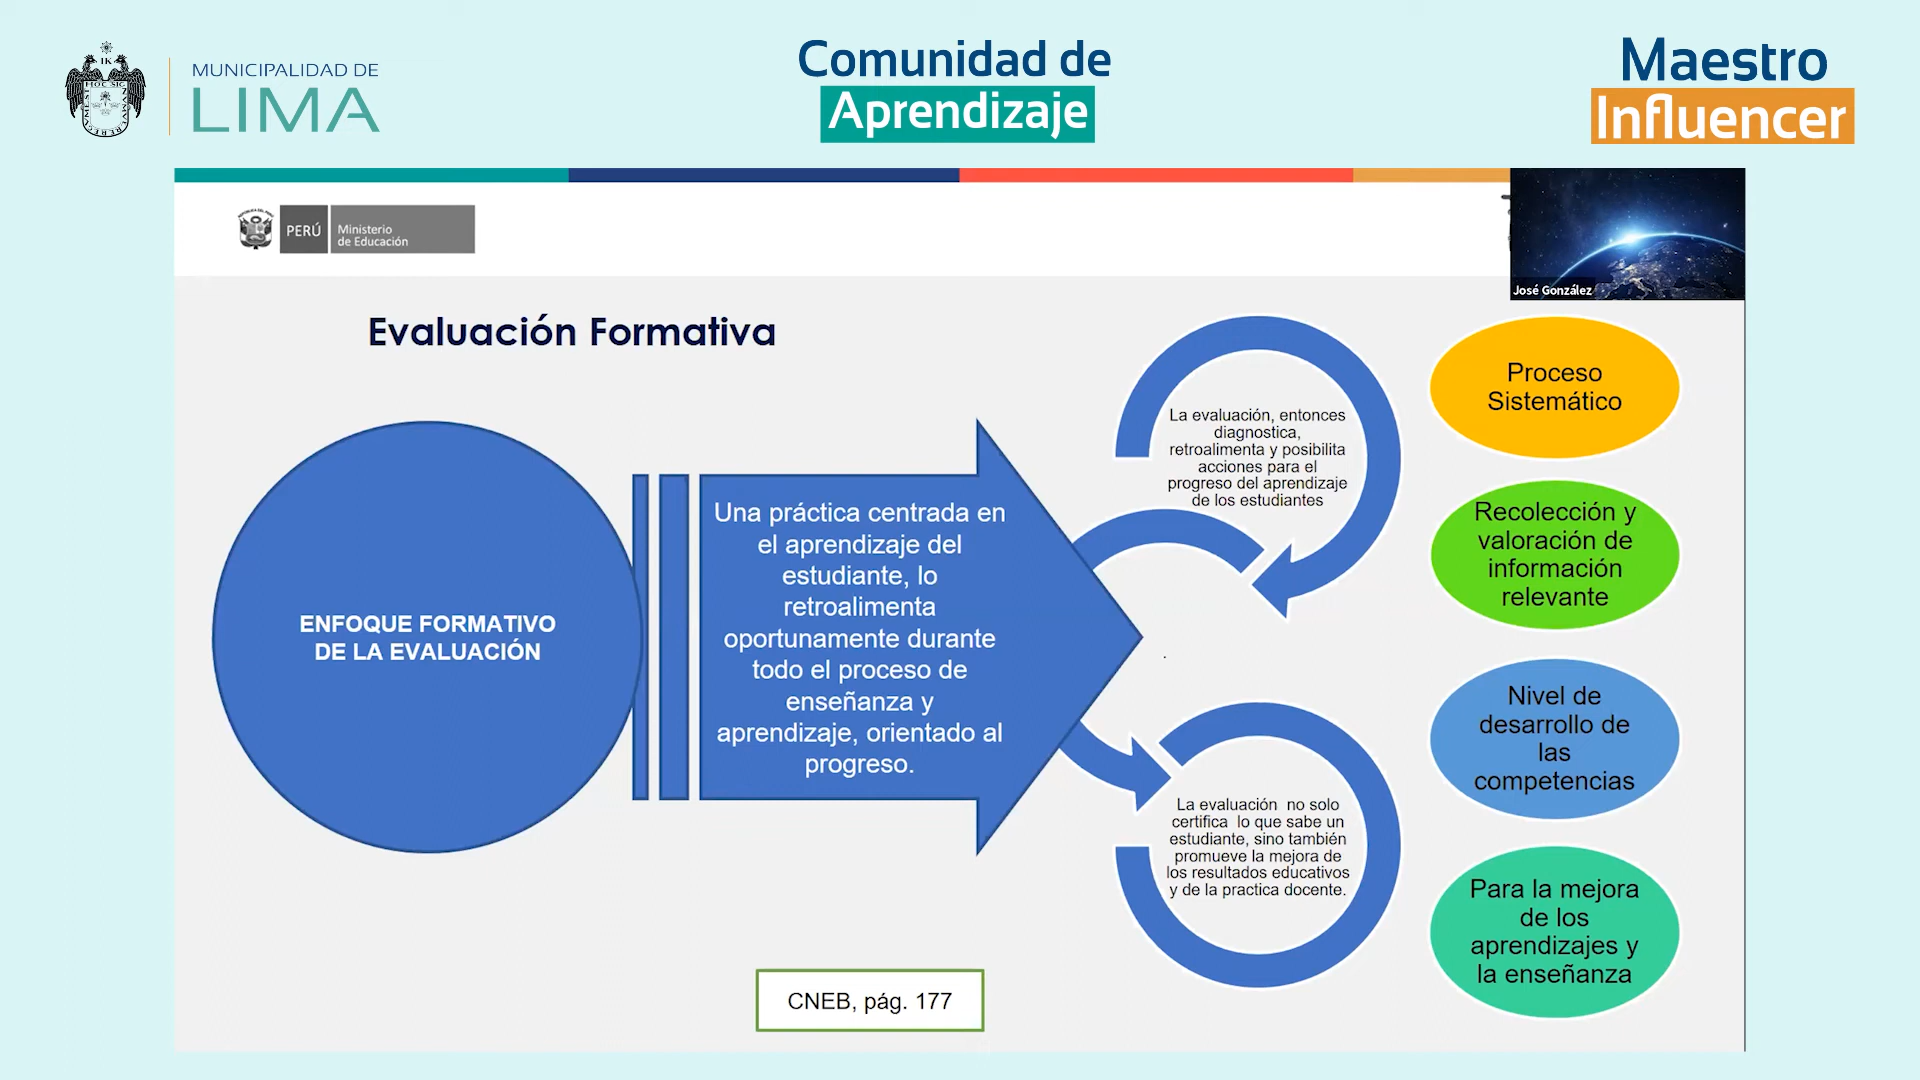 MUNICIPALIDAD DE
LIMA
Comunidad de
Aprendizaje
Maestro
Influencer
PERÚ
Ministerio
de Educación
José González
Evaluación Formativa
ENFOQUE FORMATIVO
DE LA EVALUACIÓN
Una práctica centrada en
el aprendizaje del
estudiante, lo
retroalimenta
oportunamente durante
todo el proceso de
enseñanza y
aprendizaje, orientado al
progreso.
La evaluación, entonces
diagnostica,
retroalimenta y posibilita
acciones para el
progreso del aprendizaje
de los estudiantes
La evaluación no solo
certifica lo que sabe un
estudiante, sino también
promueve la mejora de
los resultados educativos
y de la practica docente.
Proceso
Sistemático
Recolección y
valoración de
información
relevante
Nivel de
desarrollo de
las
competencias
Para la mejora
de los
aprendizajes y
la enseñanza
CNEB, pág. 177